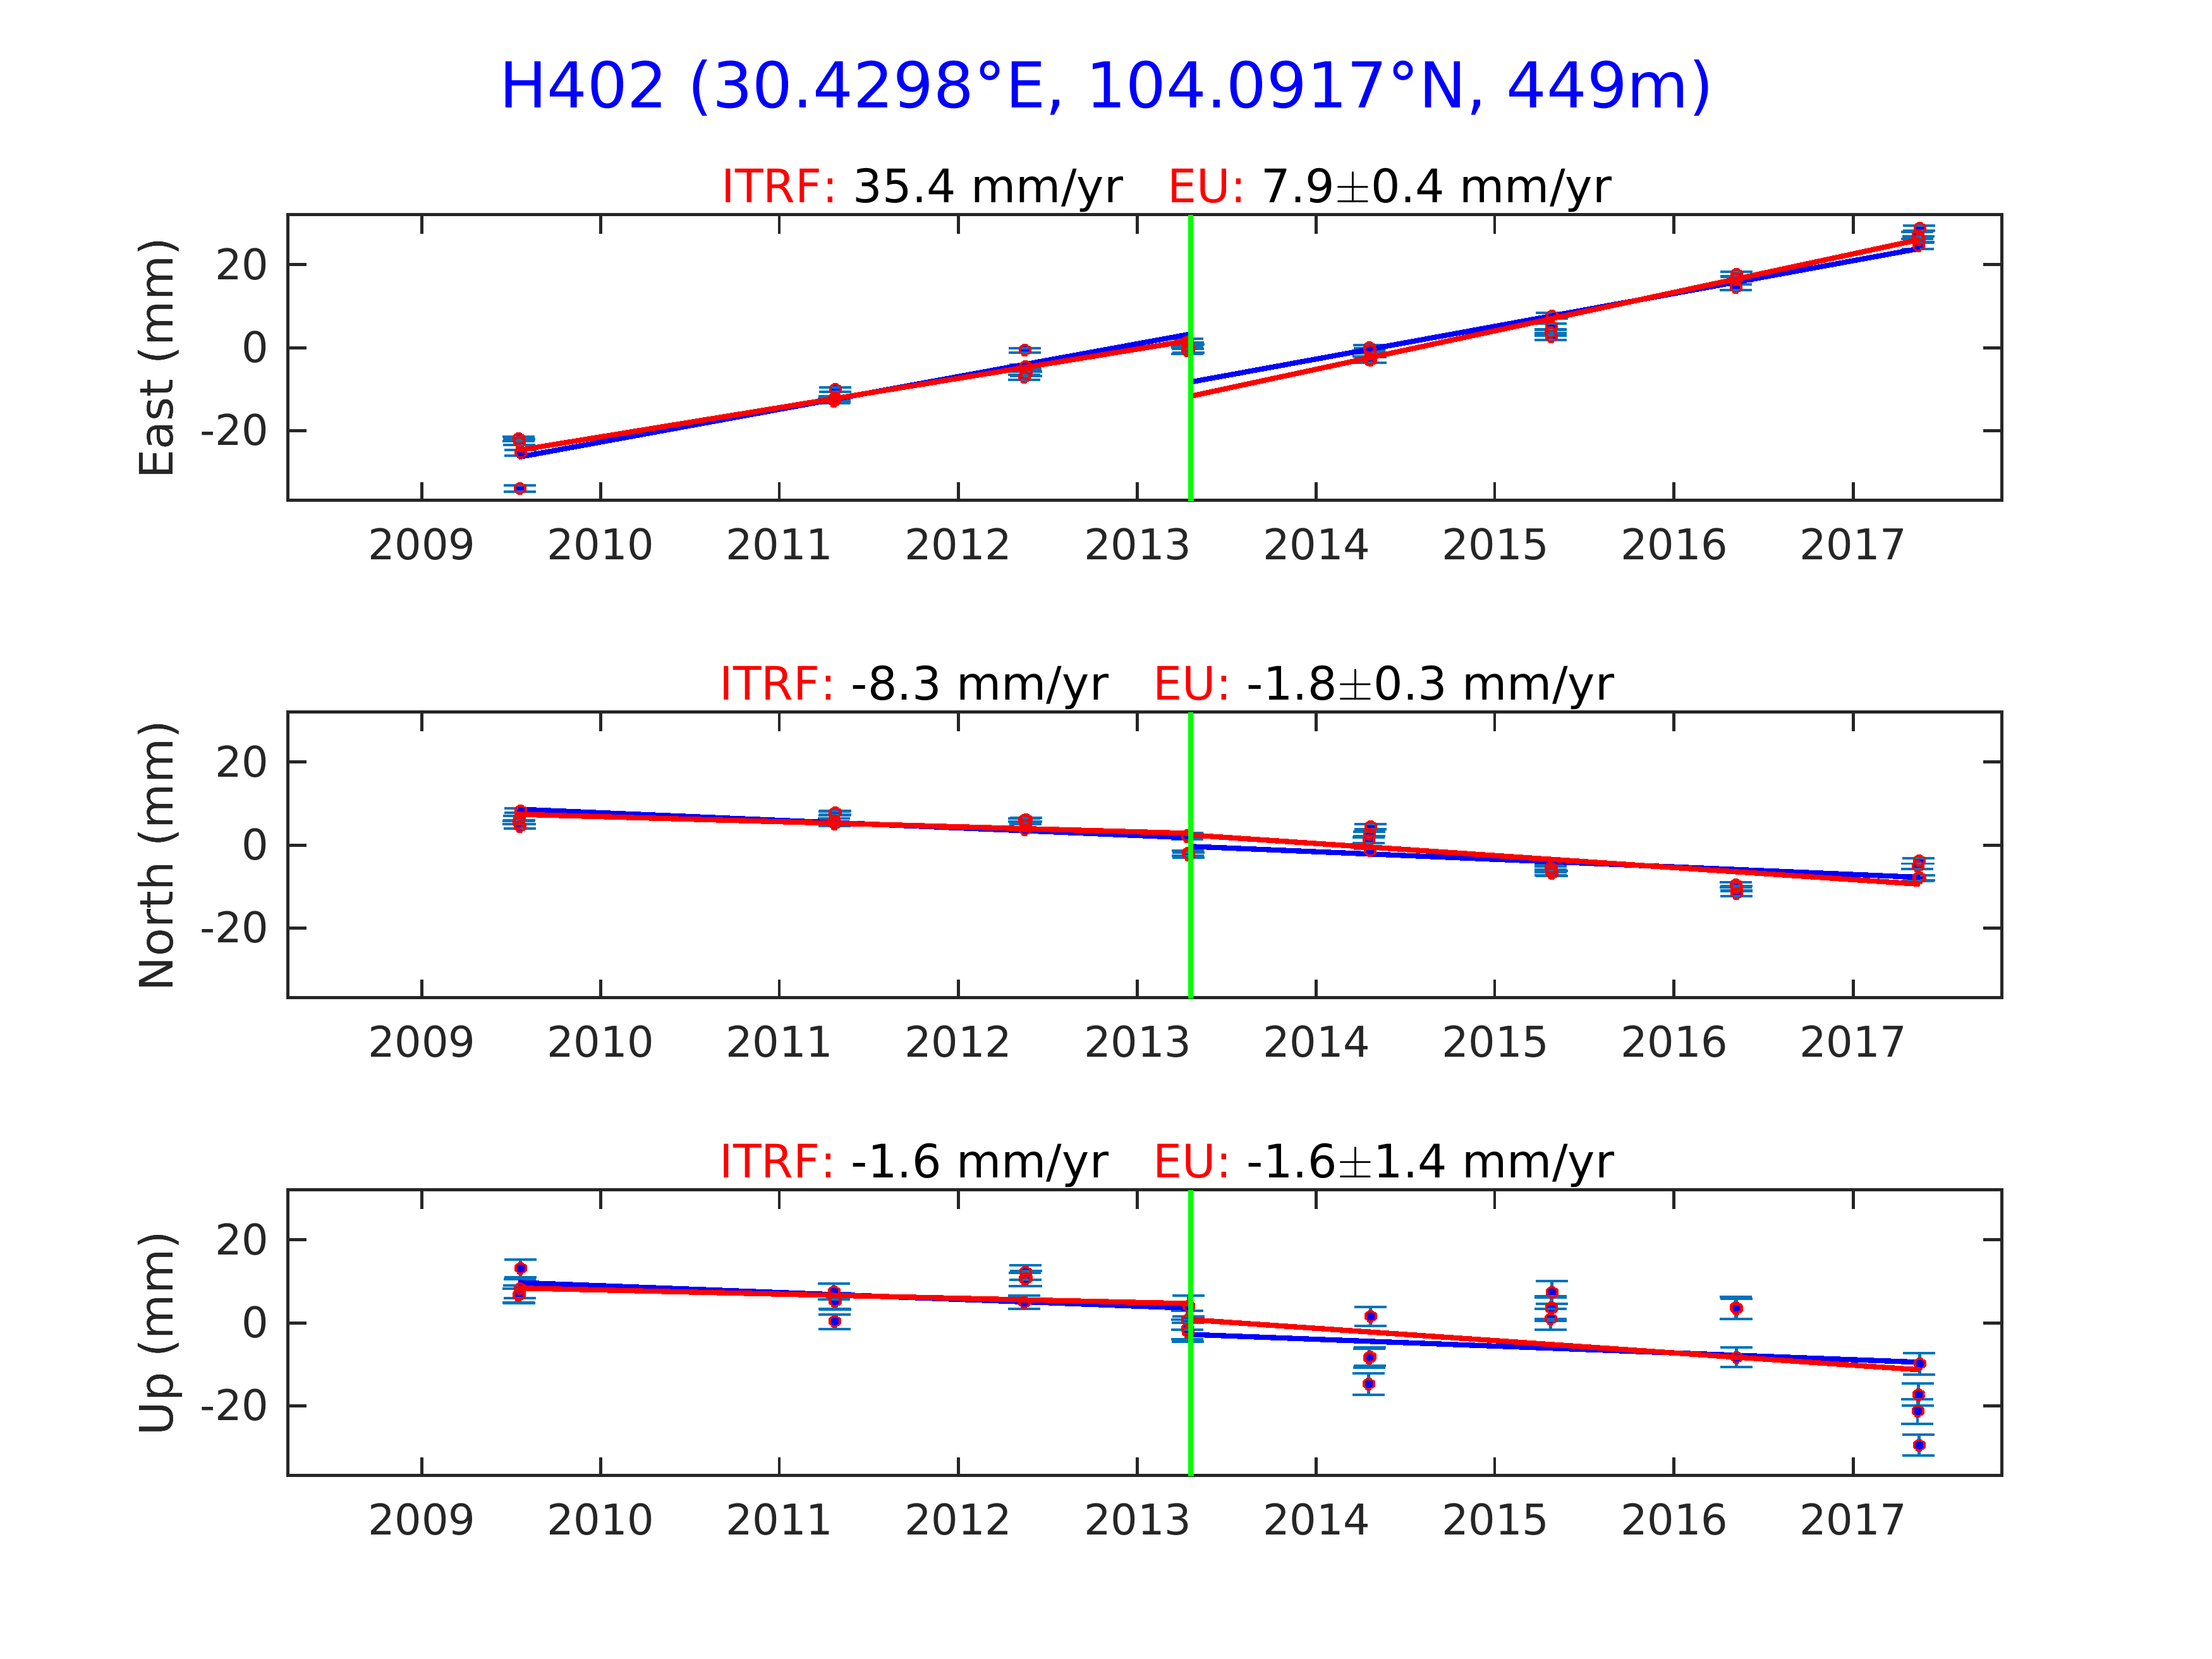 H402 (30.4298°E, 104.0917°N, 449m)
ITRF: 35.4 mm/yr EU: 7.9±0.4 mm/yr
East (mm)
20
0
-20
2009 2010 2011 2012 2013 2014 2015 2016 2017
ITRF: -8.3 mm/yr EU: -1.8±0.3 mm/yr
North (mm)
20
0
-20
2009 2010 2011 2012 2013 2014 2015 2016 2017
ITRF: -1.6 mm/yr EU: -1.6±1.4 mm/yr
Up (mm)
20
0
-20
2009 2010 2011 2012 2013 2014 2015 2016 2017